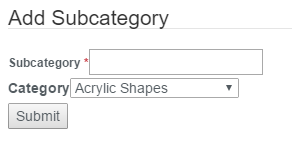 Add Subcategory
Subcategory *
Category Acrylic Shapes
Submit